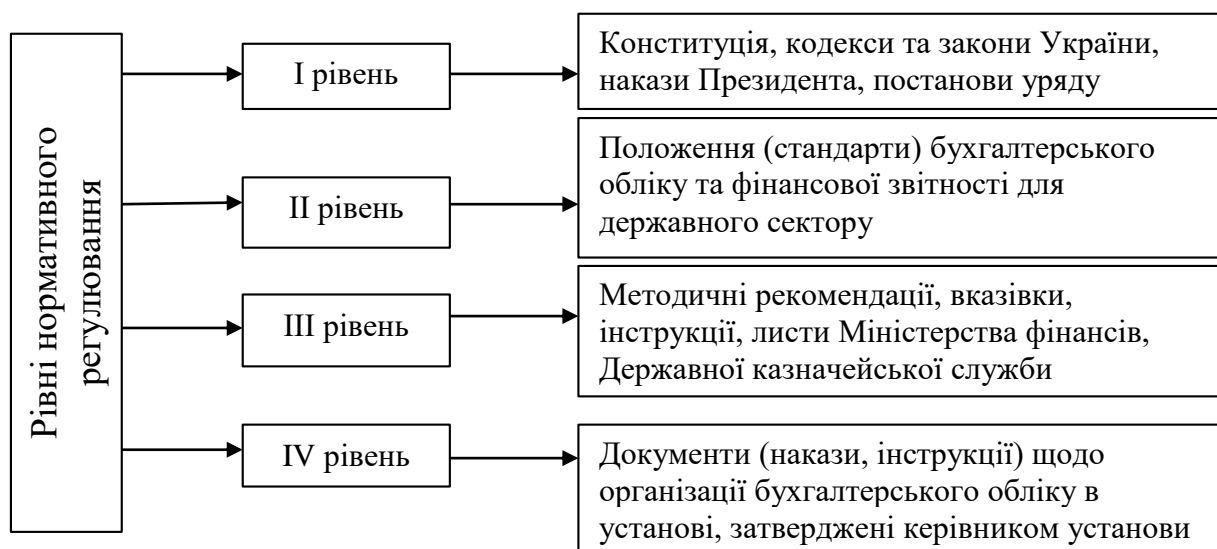 Рівні нормативного
регулювання
І рівень
Конституція, кодекси та закони України,
накази Президента, постанови уряду
ІІ рівень
Положення (стандарти) бухгалтерського
обліку та фінансової звітності для
державного сектору
ІІІ рівень
Методичні рекомендації, вказівки,
інструкції, листи Міністерства фінансів,
Державної казначейської служби
IV рівень
Документи (накази, інструкції) щодо
організації бухгалтерського обліку в
установі, затверджені керівником установи